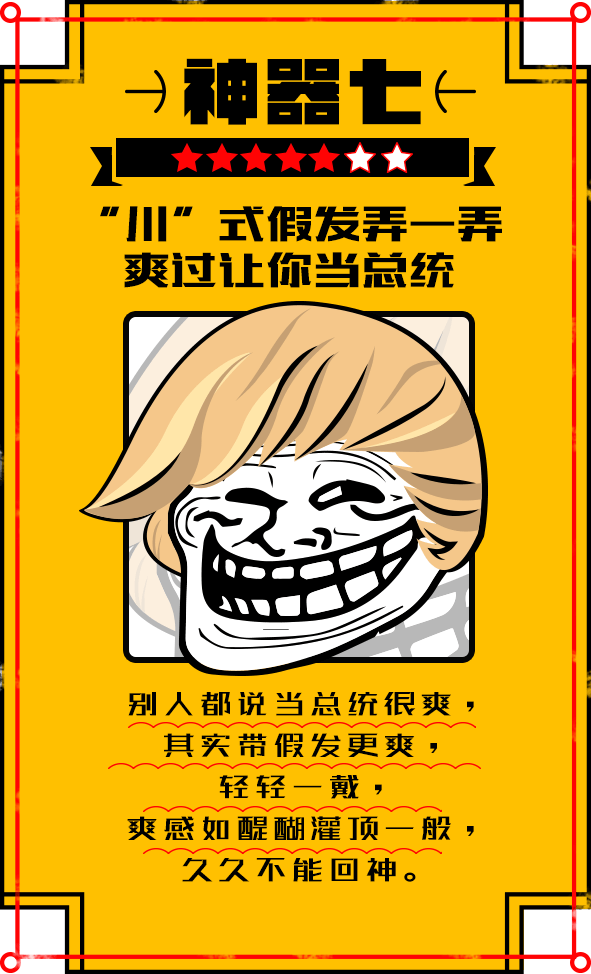 神器七
“川”式假发弄一弄
爽过让你当总统
别人都说当总统很爽，
其实带假发更爽，
轻轻一戴，
爽感如醍醐灌顶一般，
久久不能回神。